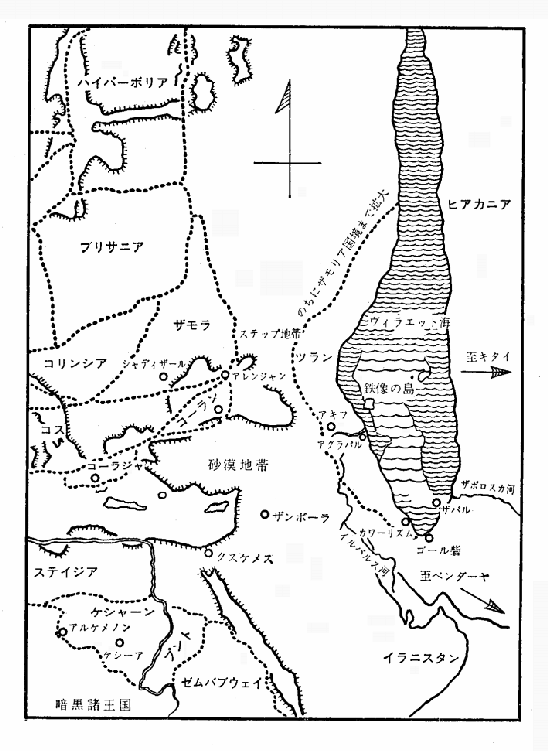 ハイパーボリア
ヒアカニア
ブリサニア
のちにザモリア国境まで拡大
ザモラ
ステップ地帯
ヴィラエット海
コリンシア
シャディザール
アレンジャン
ツラン
至キタイ
鉄像の島
コーラン
アキフ
コス
アグラパル
コーラジャ
砂漠地帯
ザポロスカ河
ザンボーラ
ザパル
カワーリズム
ゴール砦
クスケメス
イルバルス河
ステイジア
至ベンダーヤ
ケシャーン
アルケメノン
ケシーア
プント
イラニスタン
ゼムバブウェイ
暗黒諸王国